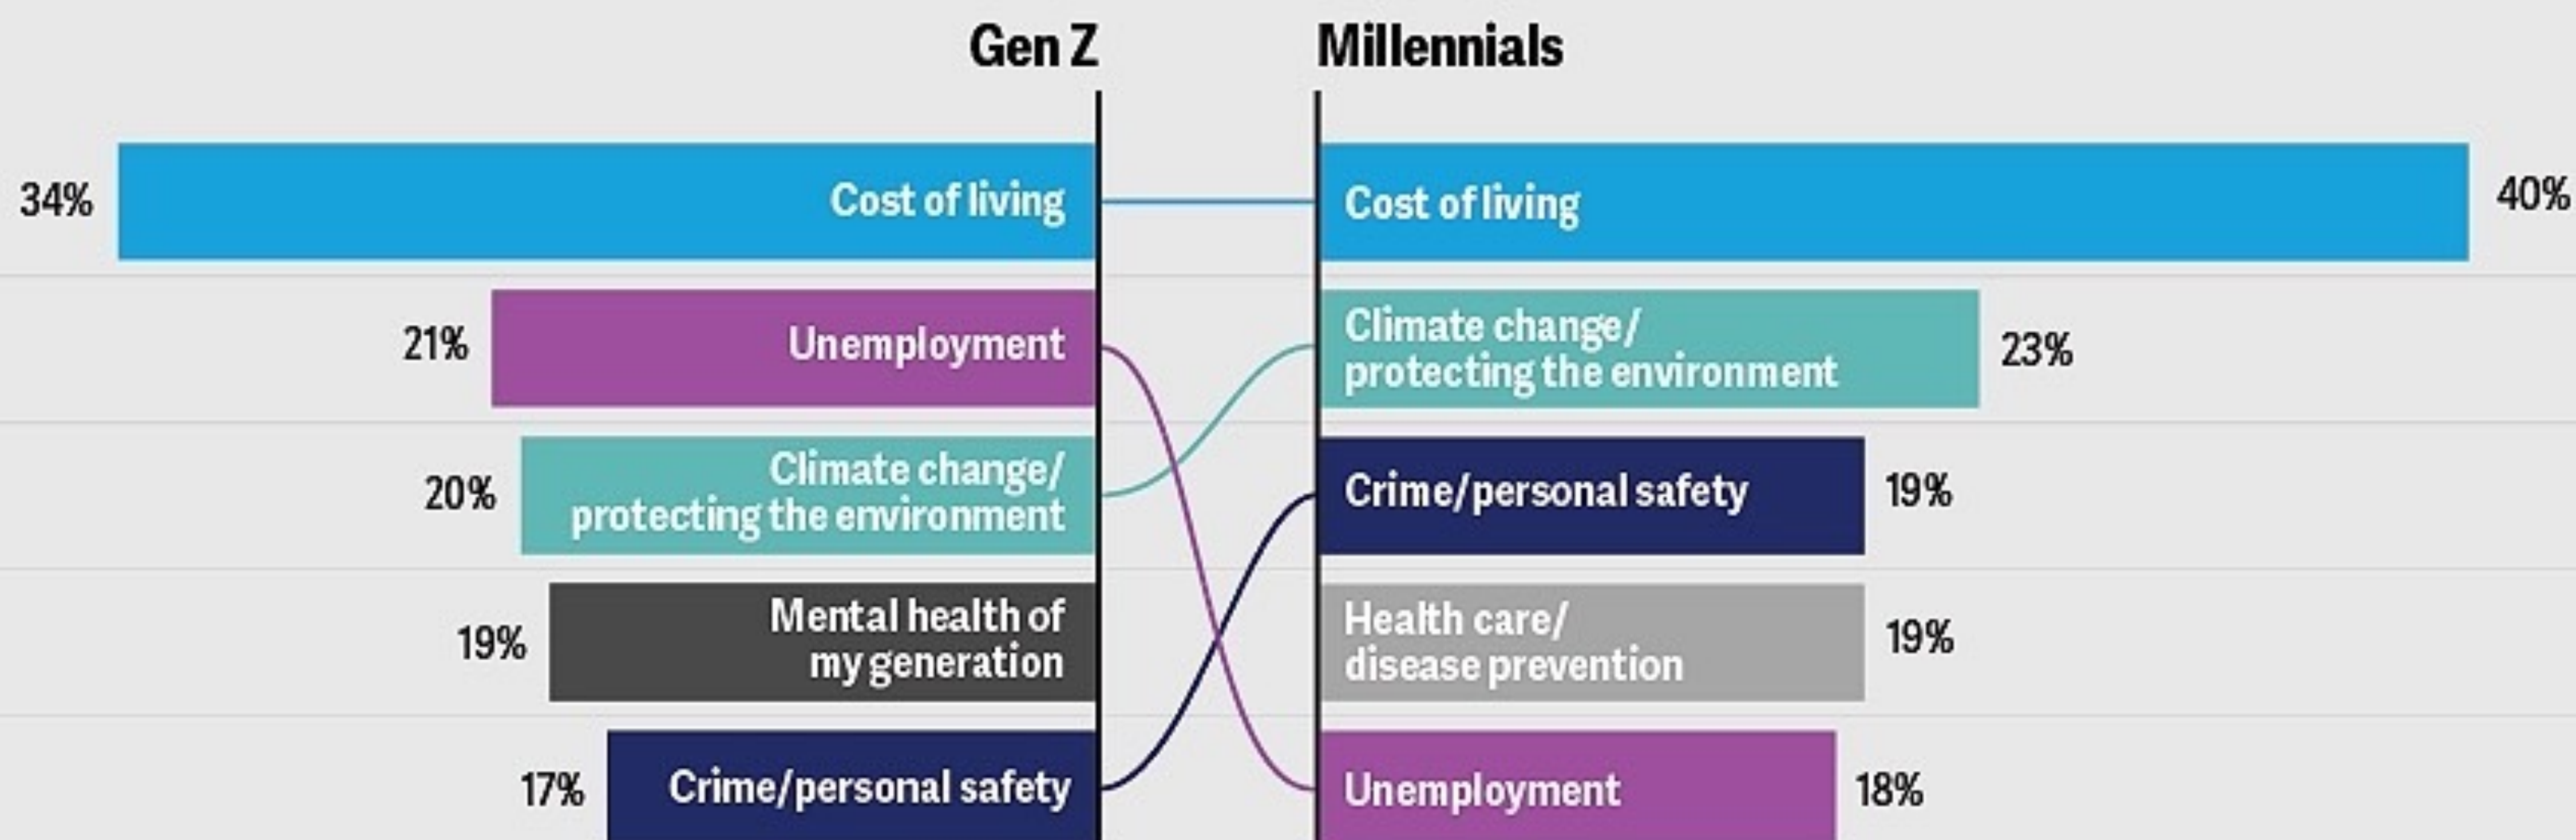 Gen Z
Millennials
34%
Cost of living
Cost of living
40%
21%
Unemployment
Climate change/
protecting the environment
23%
20%
Climate change/
protecting the environment
Crime/personal safety
19%
19%
Mental health of
my generation
Health care/
disease prevention
19%
17%
Crime/personal safety
Unemployment
18%